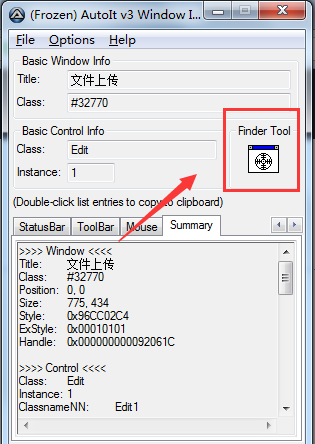 (Frozen) AutoIt v3 Window I...
File Options Help
Basic Window Info
Title: 文件上传
Class: #32770
Basic Control Info
Class: Edit
Instance: 1
Finder Tool
(Double-click list entries to copy to clipboard)
StatusBar ToolBar Mouse Summary
>>>> Window <<<<
Title: 文件上传
Class: #32770
Position: 0, 0
Size: 775, 434
Style: 0x96CC02C4
ExStyle: 0x00010101
Handle: 0x000000000092061C
>>>> Control <<<<
Class: Edit
Instance: 1
ClassnameNN: Edit1